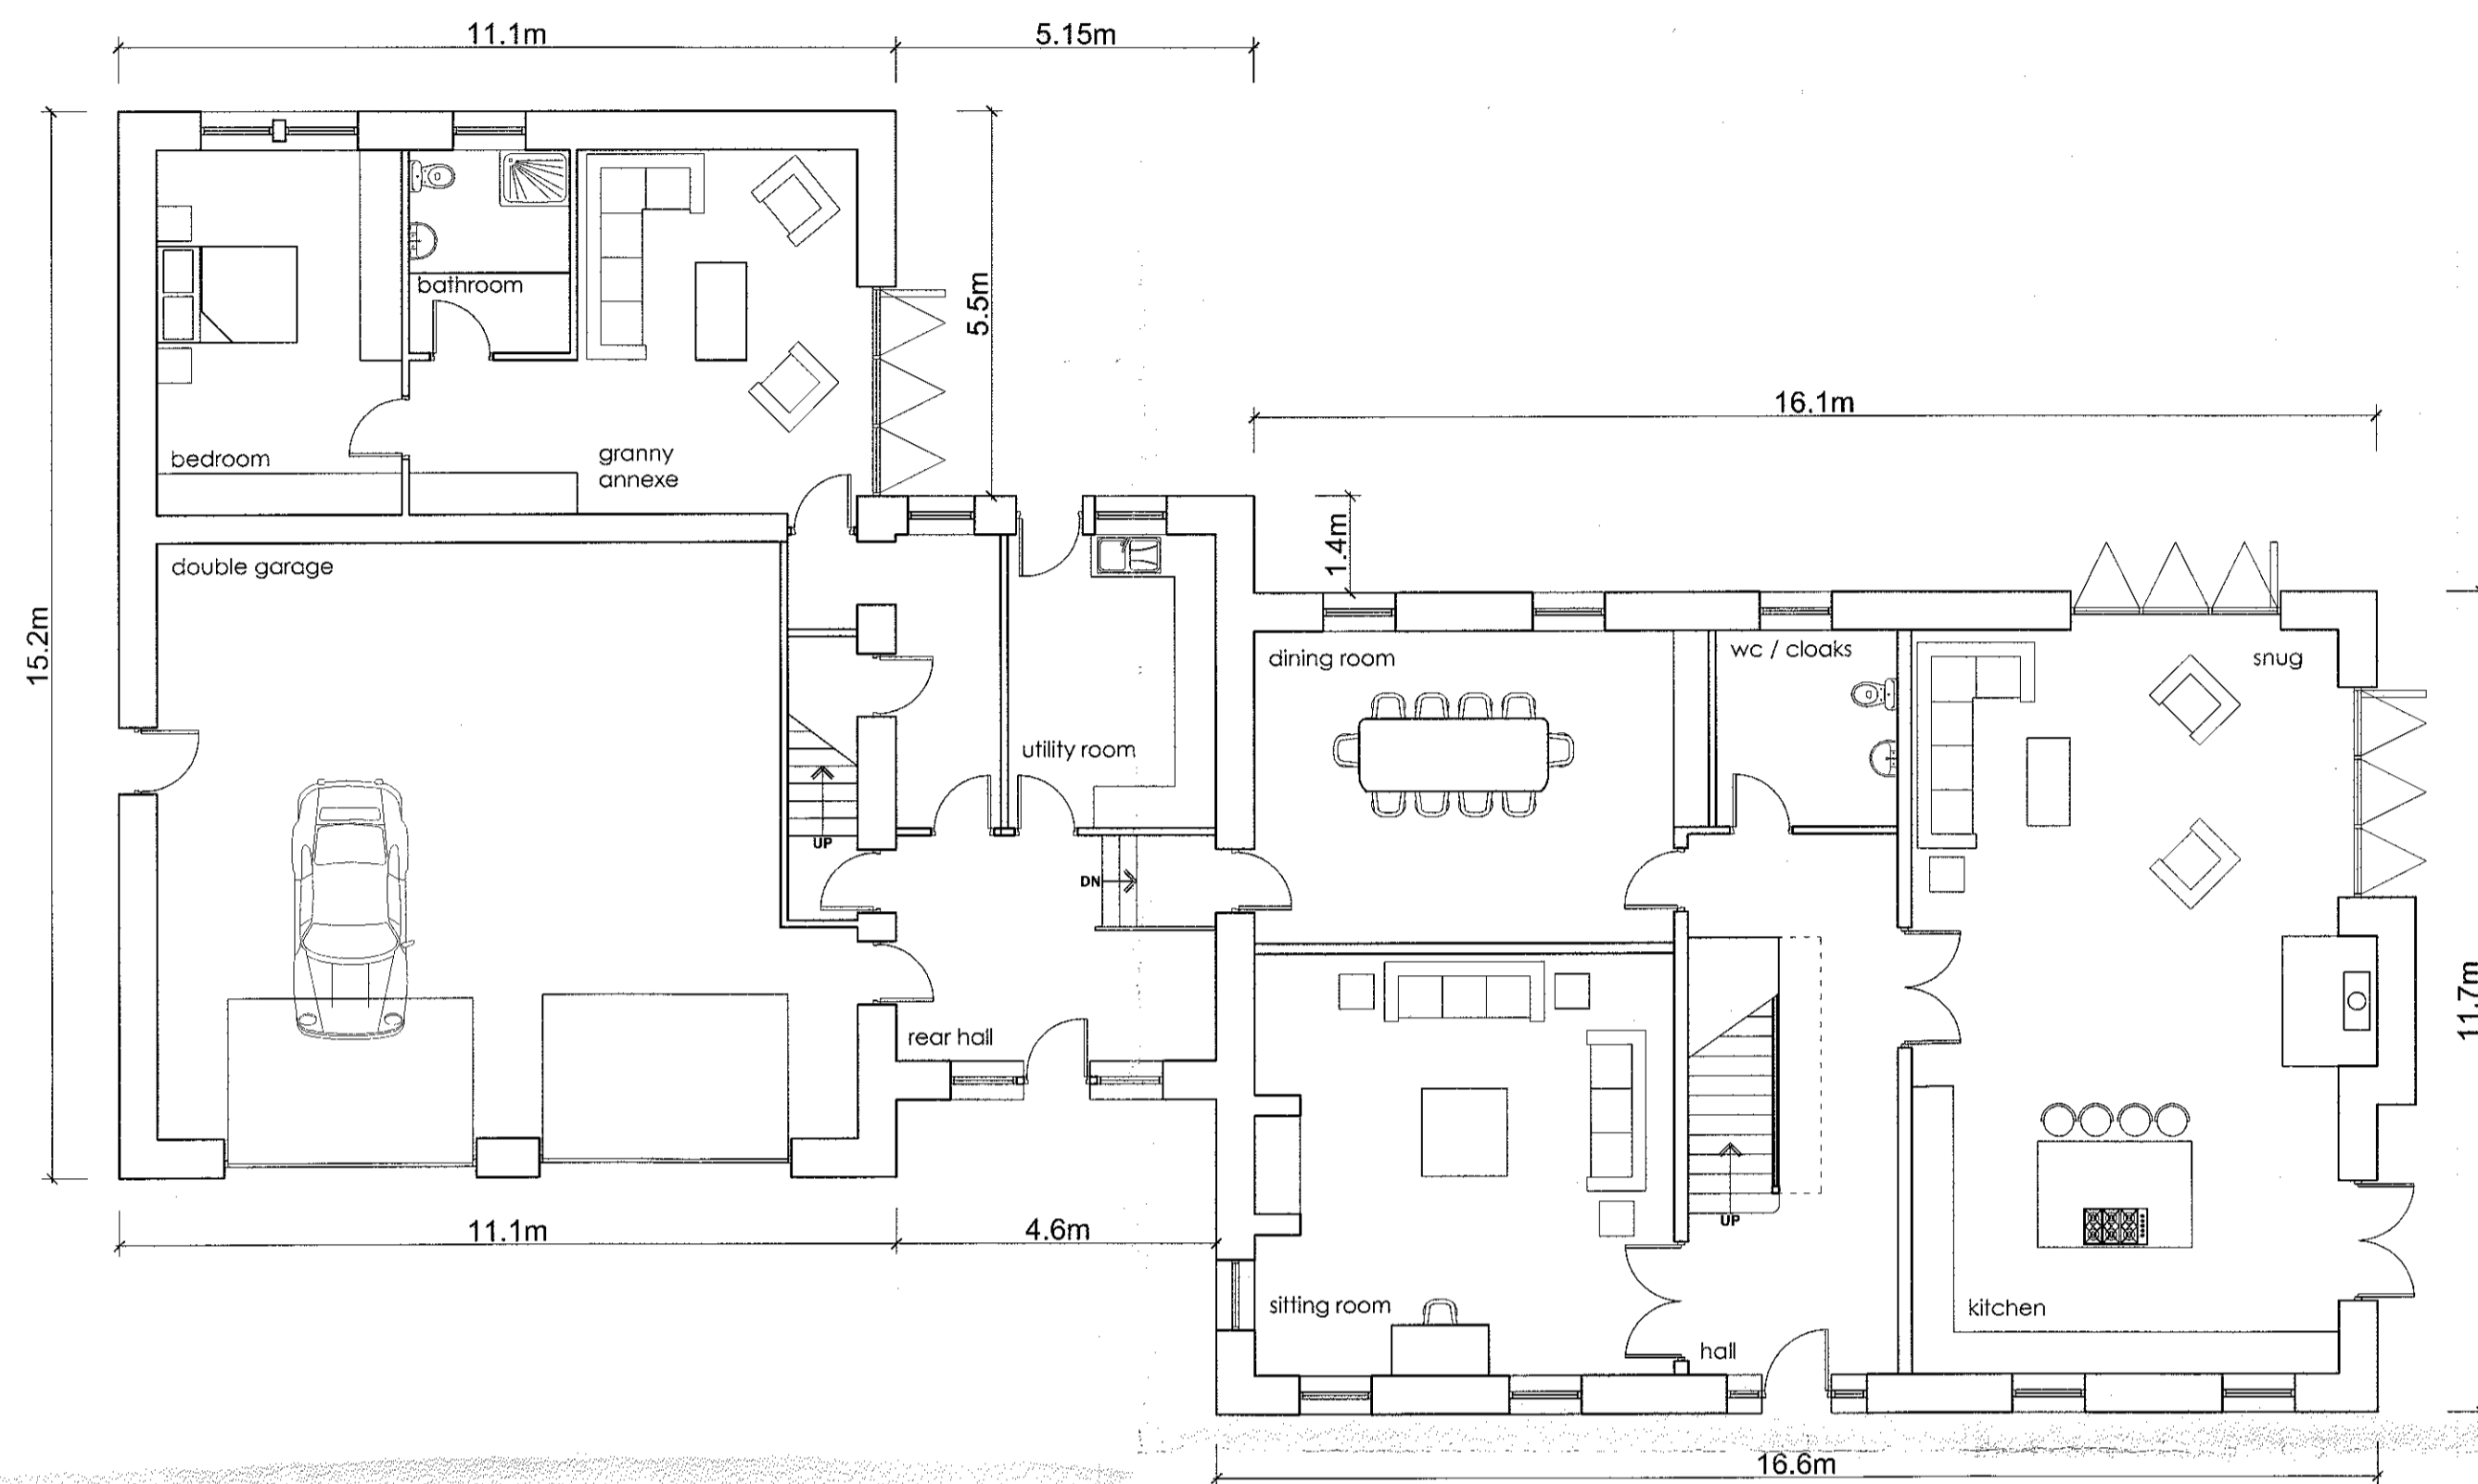 11.1m
5.15m
5.5m
bathroom
16.1m
bedroom
granny
annexe
1.4m
double garage
15.2m
dining room
wc / cloaks
snug
utility room
UP
DN
11.7m
rear hall
UP
11.1m
4.6m
sitting room
kitchen
hall
16.6m